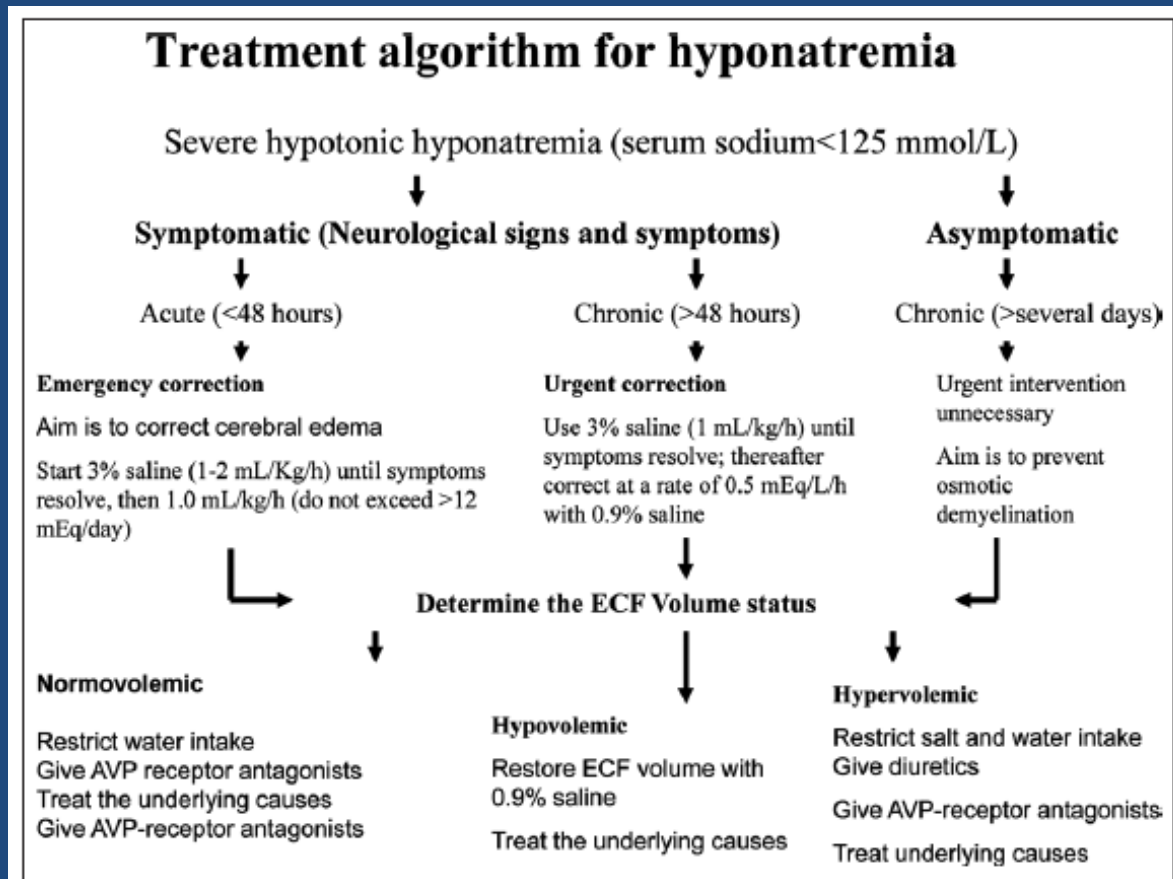 Treatment algorithm for hyponatremia
Severe hypotonic hyponatremia (serum sodium<125 mmol/L)
Symptomatic (Neurological signs and symptoms)
Asymptomatic
Acute (<48 hours)
Chronic (>48 hours)
Chronic (>several days)
Emergency correction
Aim is to correct cerebral edema
Start 3% saline (1-2 mL/Kg/h) until symptoms
resolve, then 1.0 mL/kg/h (do not exceed >12
mEq/day)
Urgent correction
Use 3% saline (1 mL/kg/h) until
symptoms resolve; thereafter
correct at a rate of 0.5 mEq/L/h
with 0.9% saline
Urgent intervention
unnecessary
Aim is to prevent
osmotic
demyelination
Determine the ECF Volume status
Normovolemic
Restrict water intake
Give AVP receptor antagonists
Treat the underlying causes
Give AVP-receptor antagonists
Hypovolemic
Restore ECF volume with
0.9% saline
Treat the underlying causes
Hypervolemic
Restrict salt and water intake
Give diuretics
Give AVP-receptor antagonists
Treat underlying causes